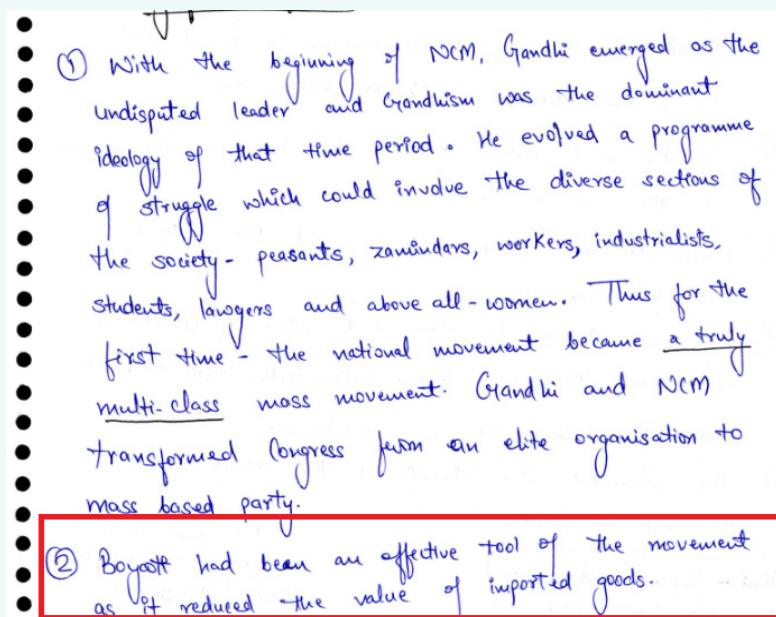 ① With the beginning of NCM, Gandhi emerged as the
undisputed leader and Gandhism was the dominant
ideology of that time period. He evolved a programme
of struggle which could involve the diverse sections of
the society - peasants, zamindars, workers, industrialists,
students, lawyers and above all - women. Thus for the
first time - the national movement became a truly
multi-class mass movement. Gandhi and NCM
transformed Congress from an elite organisation to
mass based party.
② Boycott had been an effective tool of the movement
as it reduced the value of imported goods.